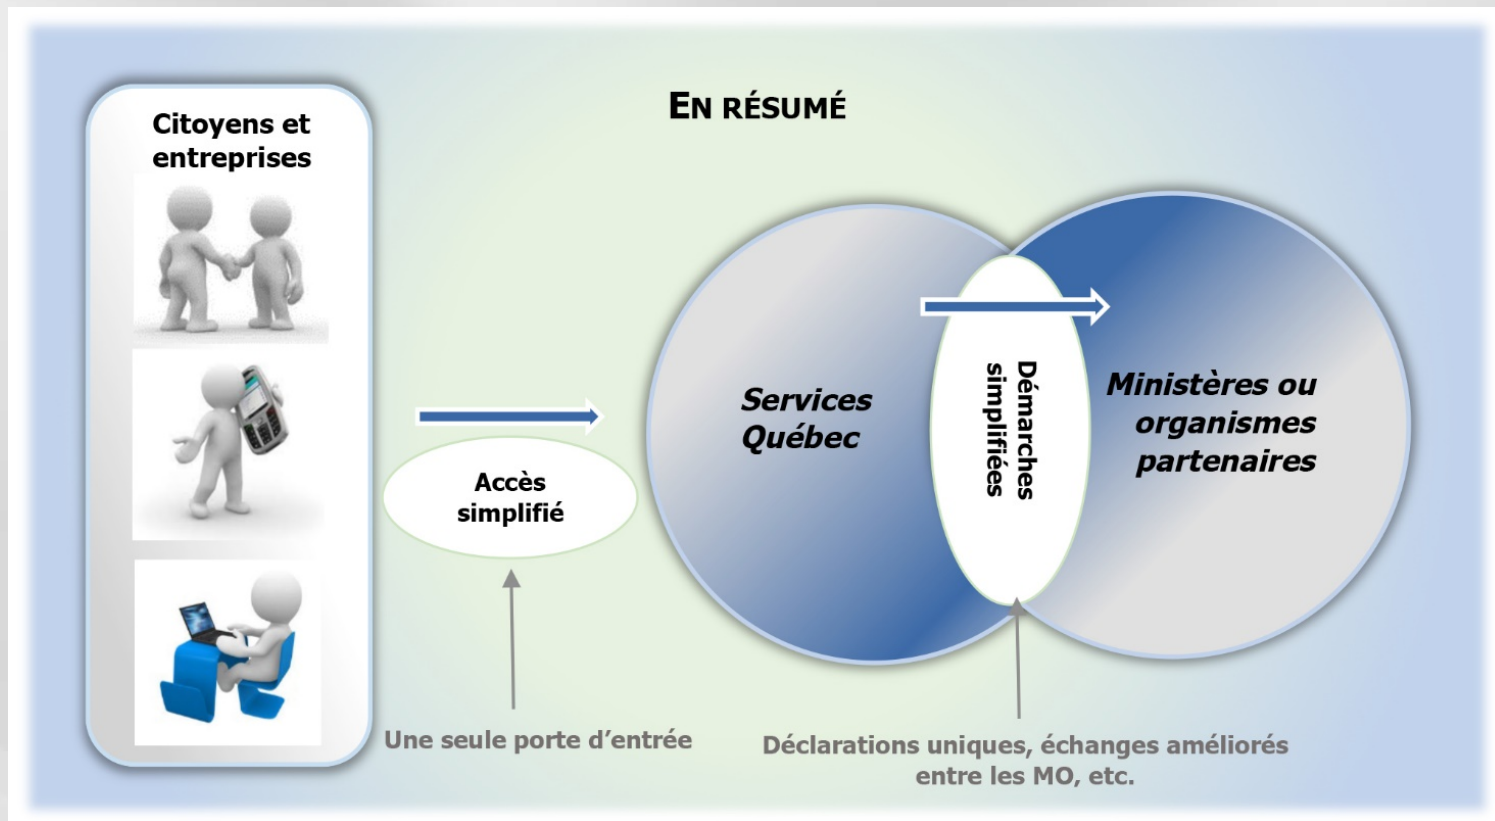 EN RÉSUMÉ
Citoyens et
entreprises
Accès
simplifié
Une seule porte d’entrée
Services
Québec
Démarches
simplifiées
Ministères ou
organismes
partenaires
Déclarations uniques, échanges améliorés
entre les MO, etc.